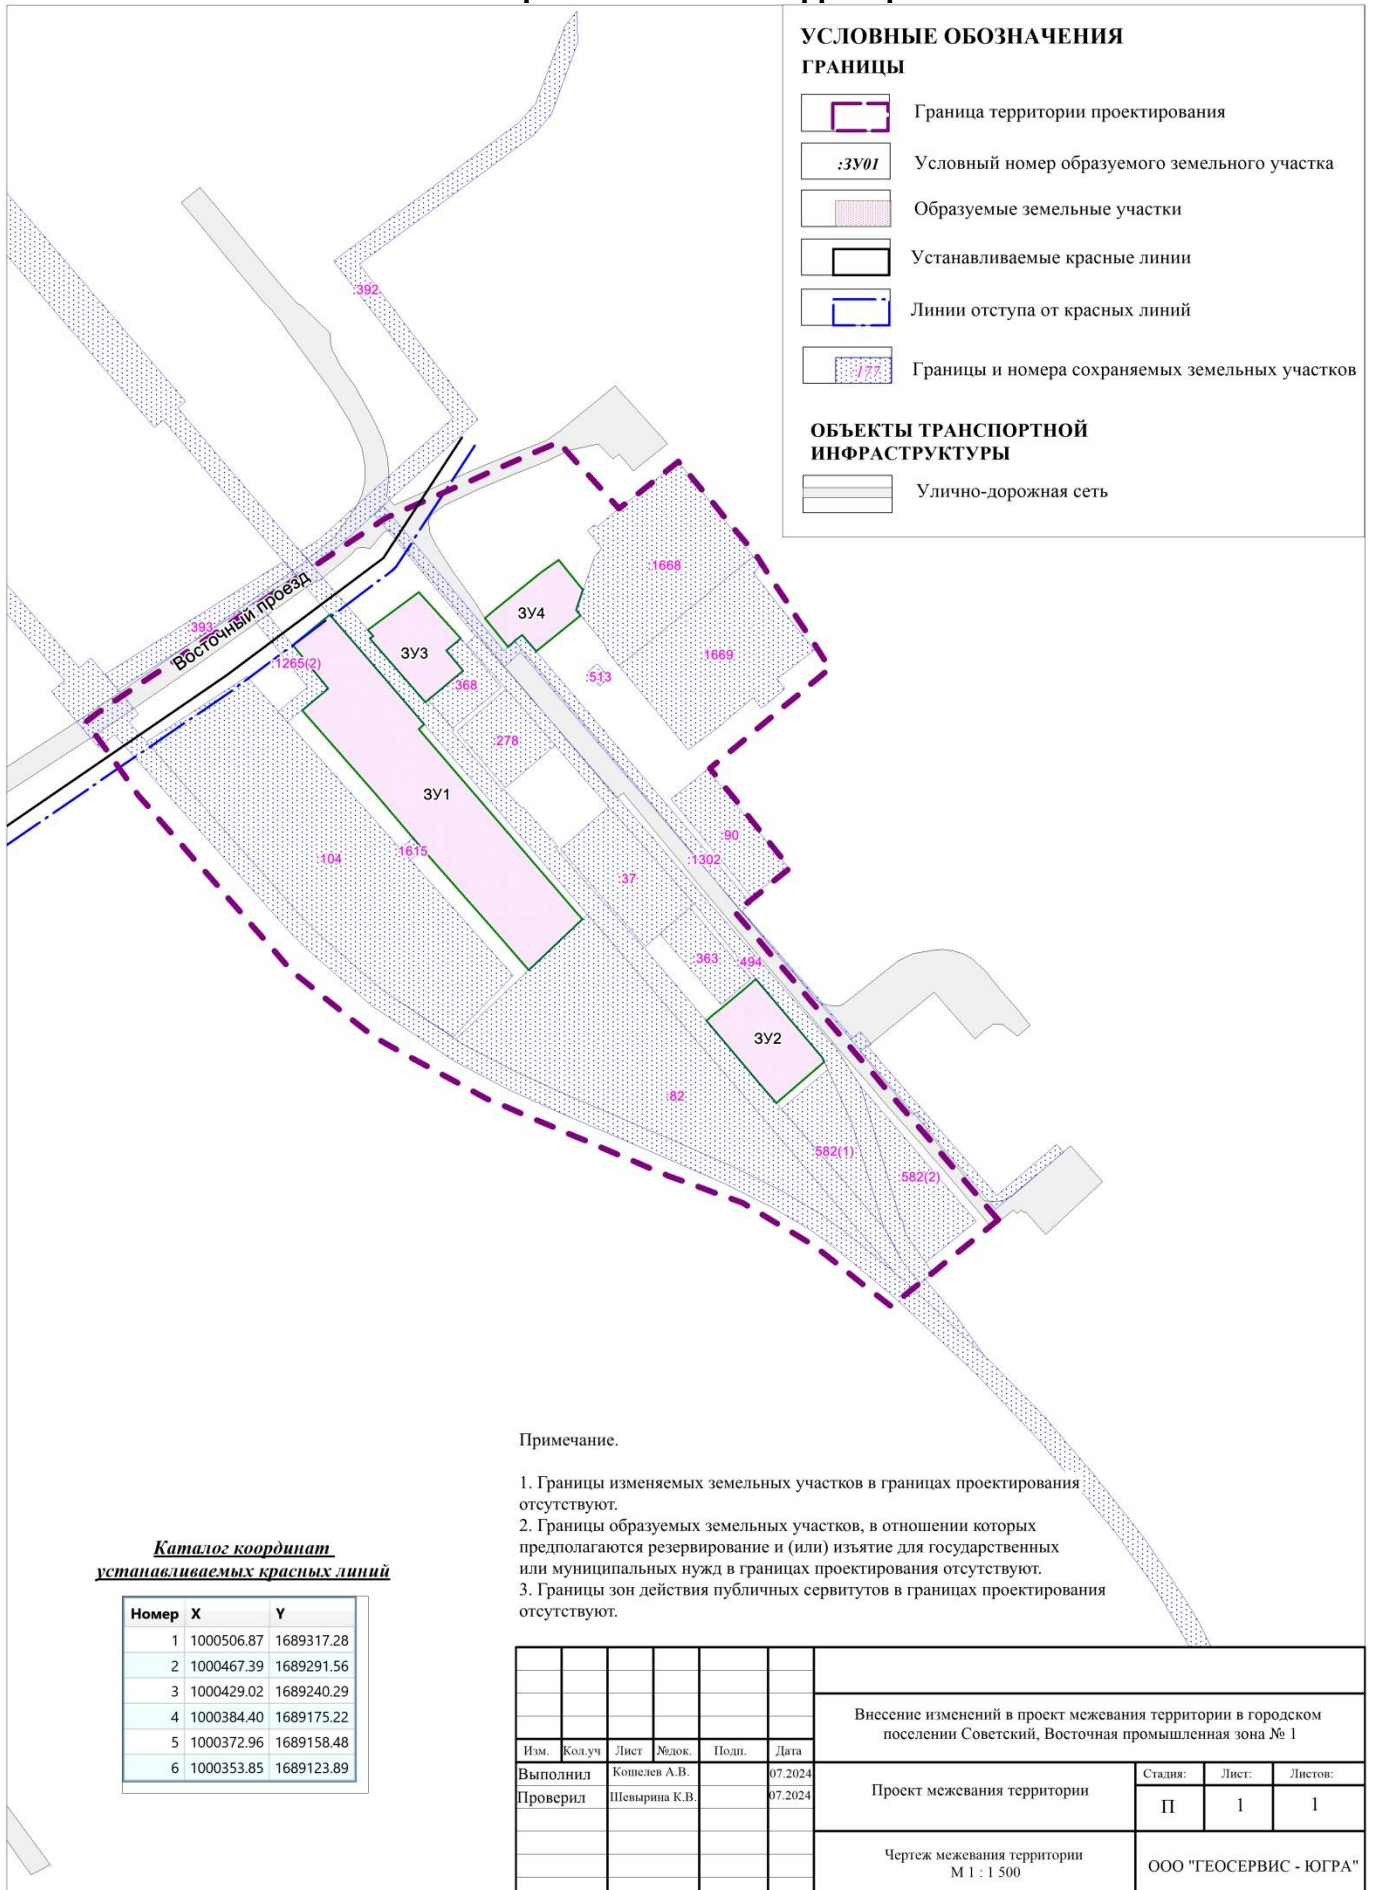 УСЛОВНЫЕ ОБОЗНАЧЕНИЯ
ГРАНИЦЫ
Граница территории проектирования
:ЗУ01 Условный номер образуемого земельного участка
Образуемые земельные участки
Устанавливаемые красные линии
Линии отступа от красных линий
:177 Границы и номера сохраняемых земельных участков
ОБЪЕКТЫ ТРАНСПОРТНОЙ
ИНФРАСТРУКТУРЫ
Улично-дорожная сеть
:392
:1668
Восточный проезд
ЗУ4
:393
ЗУ3
:1265(2)
:1669
:513
:368
:278
ЗУ1
:90
:104
:1615
:1302
:37
:363
:494
ЗУ2
:82
:582(1)
:582(2)
Примечание.
1. Границы изменяемых земельных участков в границах проектирования
отсутствуют.
2. Границы образуемых земельных участков, в отношении которых
предполагаются резервирование и (или) изъятие для государственных
или муниципальных нужд в границах проектирования отсутствуют.
3. Границы зон действия публичных сервитутов в границах проектирования
отсутствуют.
Каталог координат
устанавливаемых красных линий
Номер X Y
1 1000506.87 1689317.28
2 1000467.39 1689291.56
3 1000429.02 1689240.29
4 1000384.40 1689175.22
5 1000372.96 1689158.48
6 1000353.85 1689123.89
Внесение изменений в проект межевания территории в городском
поселении Советский, Восточная промышленная зона № 1
Изм. Кол.уч Лист №док. Подп. Дата
Выполнил Кошелев А.В. 07.2024
Проверил Шевырина К.В. 07.2024
Проект межевания территории
Стадия: Лист: Листов:
П 1 1
Чертеж межевания территории
М 1 : 1 500
ООО "ГЕОСЕРВИС - ЮГРА"